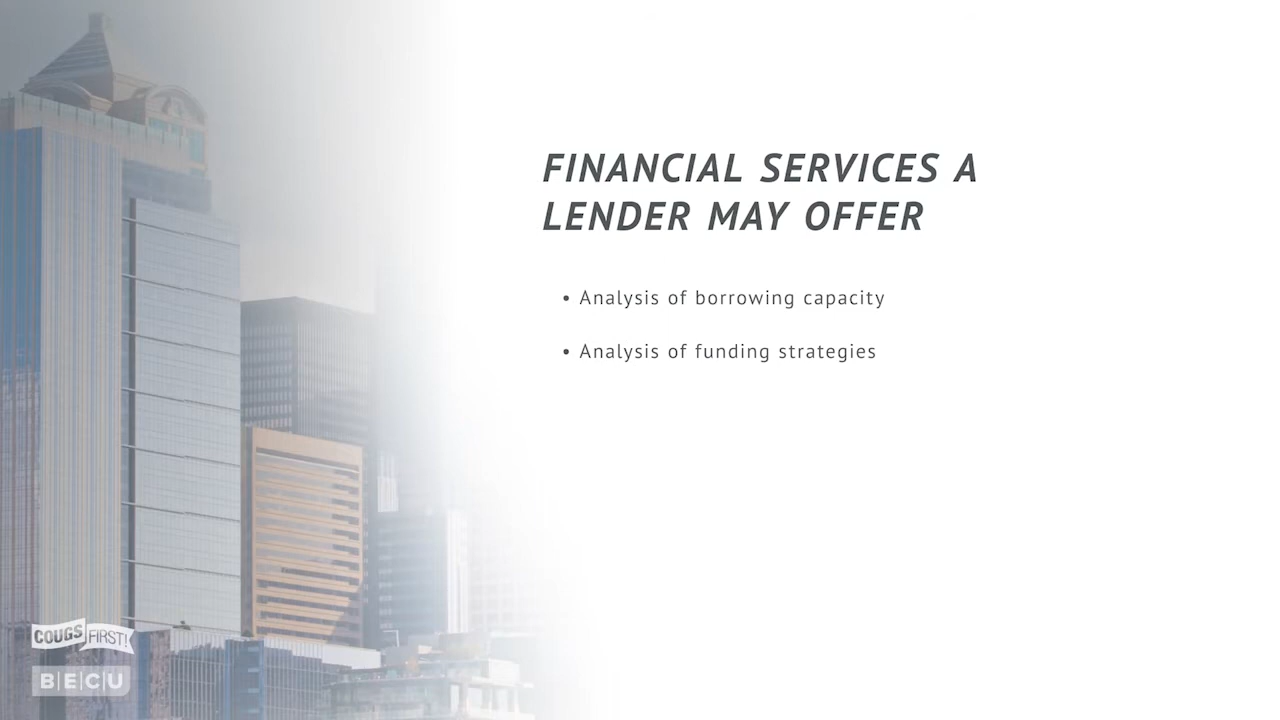 FINANCIAL SERVICES A
LENDER MAY OFFER
• Analysis of borrowing capacity
• Analysis of funding strategies
COUGS FIRST!
BECU